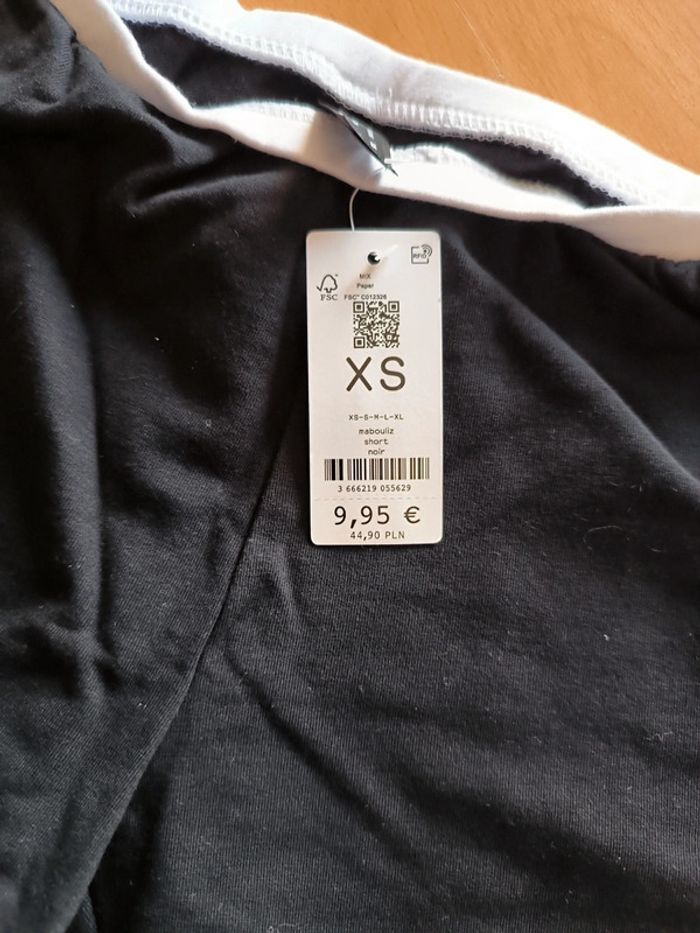 RFID
MIX
Paper
FSC
FSC® C012326
XS
XS-S-M-L-XL
mabouliz
short
noir
3 666219 055629
9,95 €
44,90 PLN